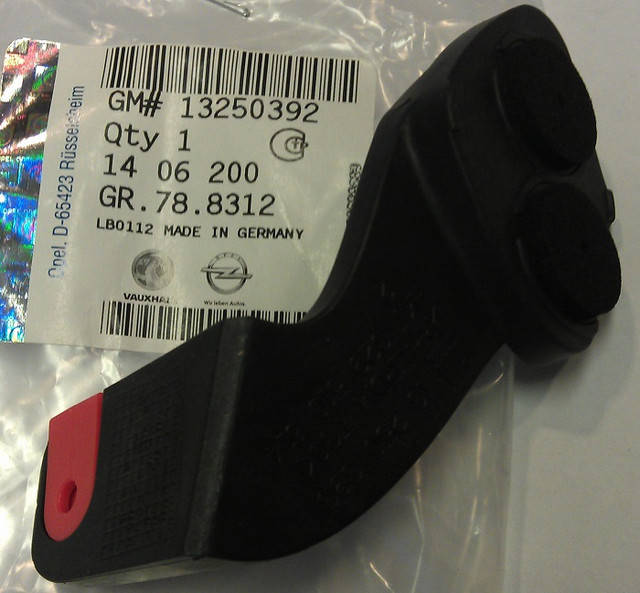 GM# 13250392
Qty 1
14 06 200
GR.78.8312
LB0112 MADE IN GERMANY
VAUXHALL
Wir leben Autos.
Opel, D-65423 Rüsselsheim